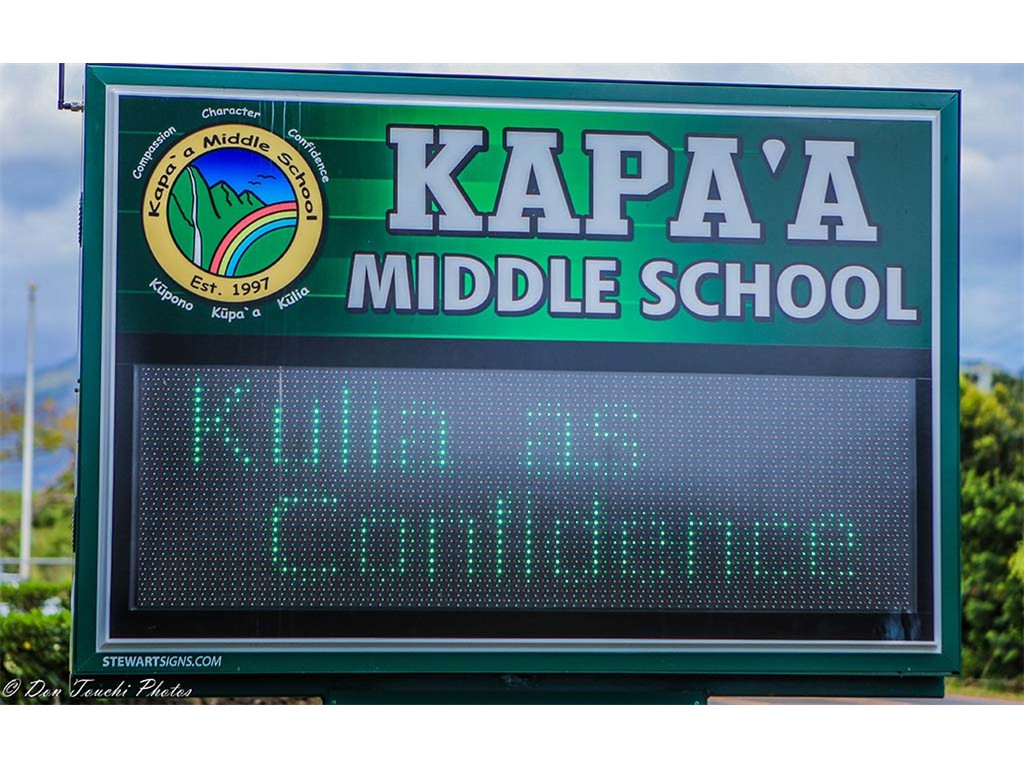 Compassion
Character
Confidence
Kapa`a Middle School
Est. 1997
Kūpono
Kūpa`a
Kūlia
KAPA'A
MIDDLE SCHOOL
Kulia as
Confidence
STEWARTSIGNS.COM
© Don Touchi Photos